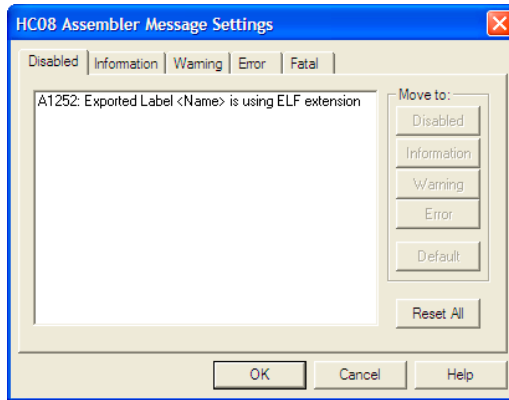 HC08 Assembler Message Settings
Disabled Information Warning Error Fatal
A1252: Exported Label <Name> is using ELF extension
Move to:
Disabled
Information
Warning
Error
Default
Reset All
OK Cancel Help